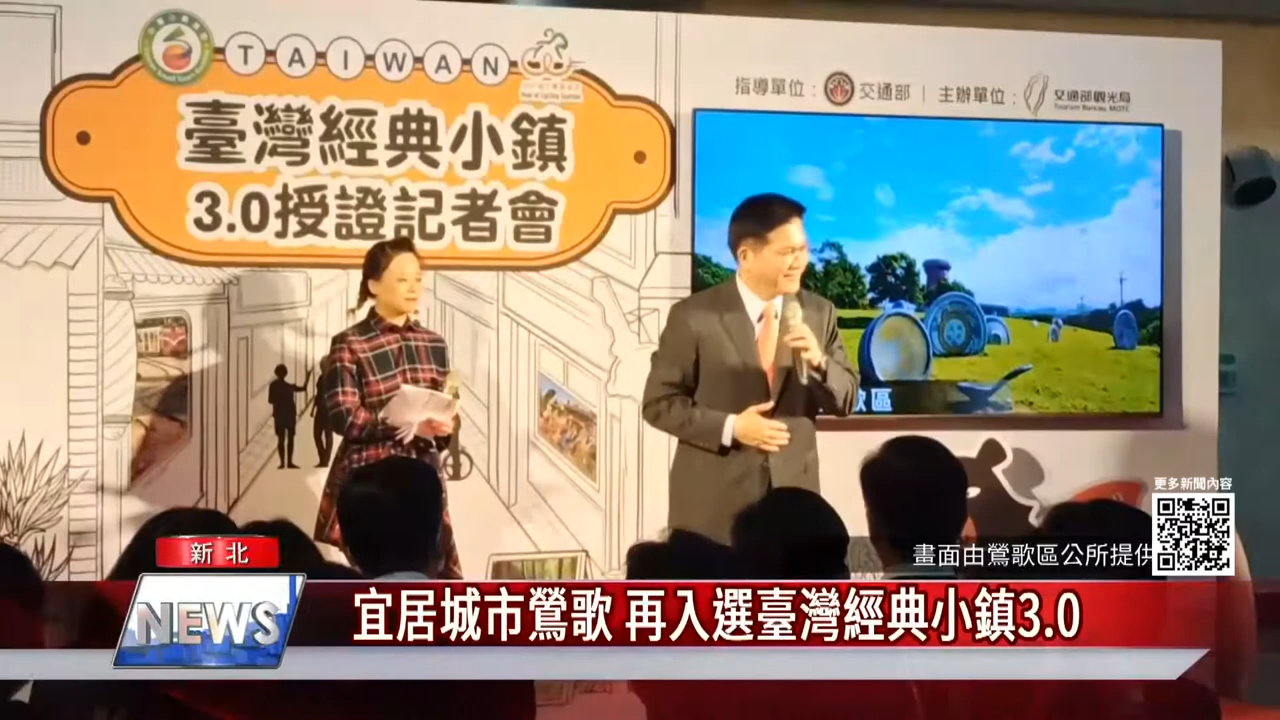 TAIWAN
臺灣經典小鎮
3.0授證記者會
指導單位：交通部｜主辦單位：交通部觀光局
Tourism Bureau, MOTC
歌區
更多新聞內容
畫面由鶯歌區公所提供
新北
NEWS
宜居城市鶯歌 再入選臺灣經典小鎮3.0